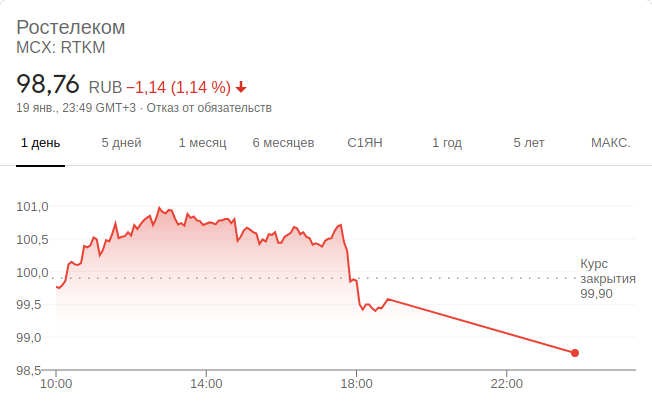 Ростелеком
MCX: RTKM
98,76 RUB −1,14 (1,14 %)
19 янв., 23:49 GMT+3 · Отказ от обязательств
1 день 5 дней 1 месяц 6 месяцев С1ЯН 1 год 5 лет МАКС.
101,0
100,5
100,0
99,5
99,0
98,5
Курс
закрытия
99,90
10:00 14:00 18:00 22:00